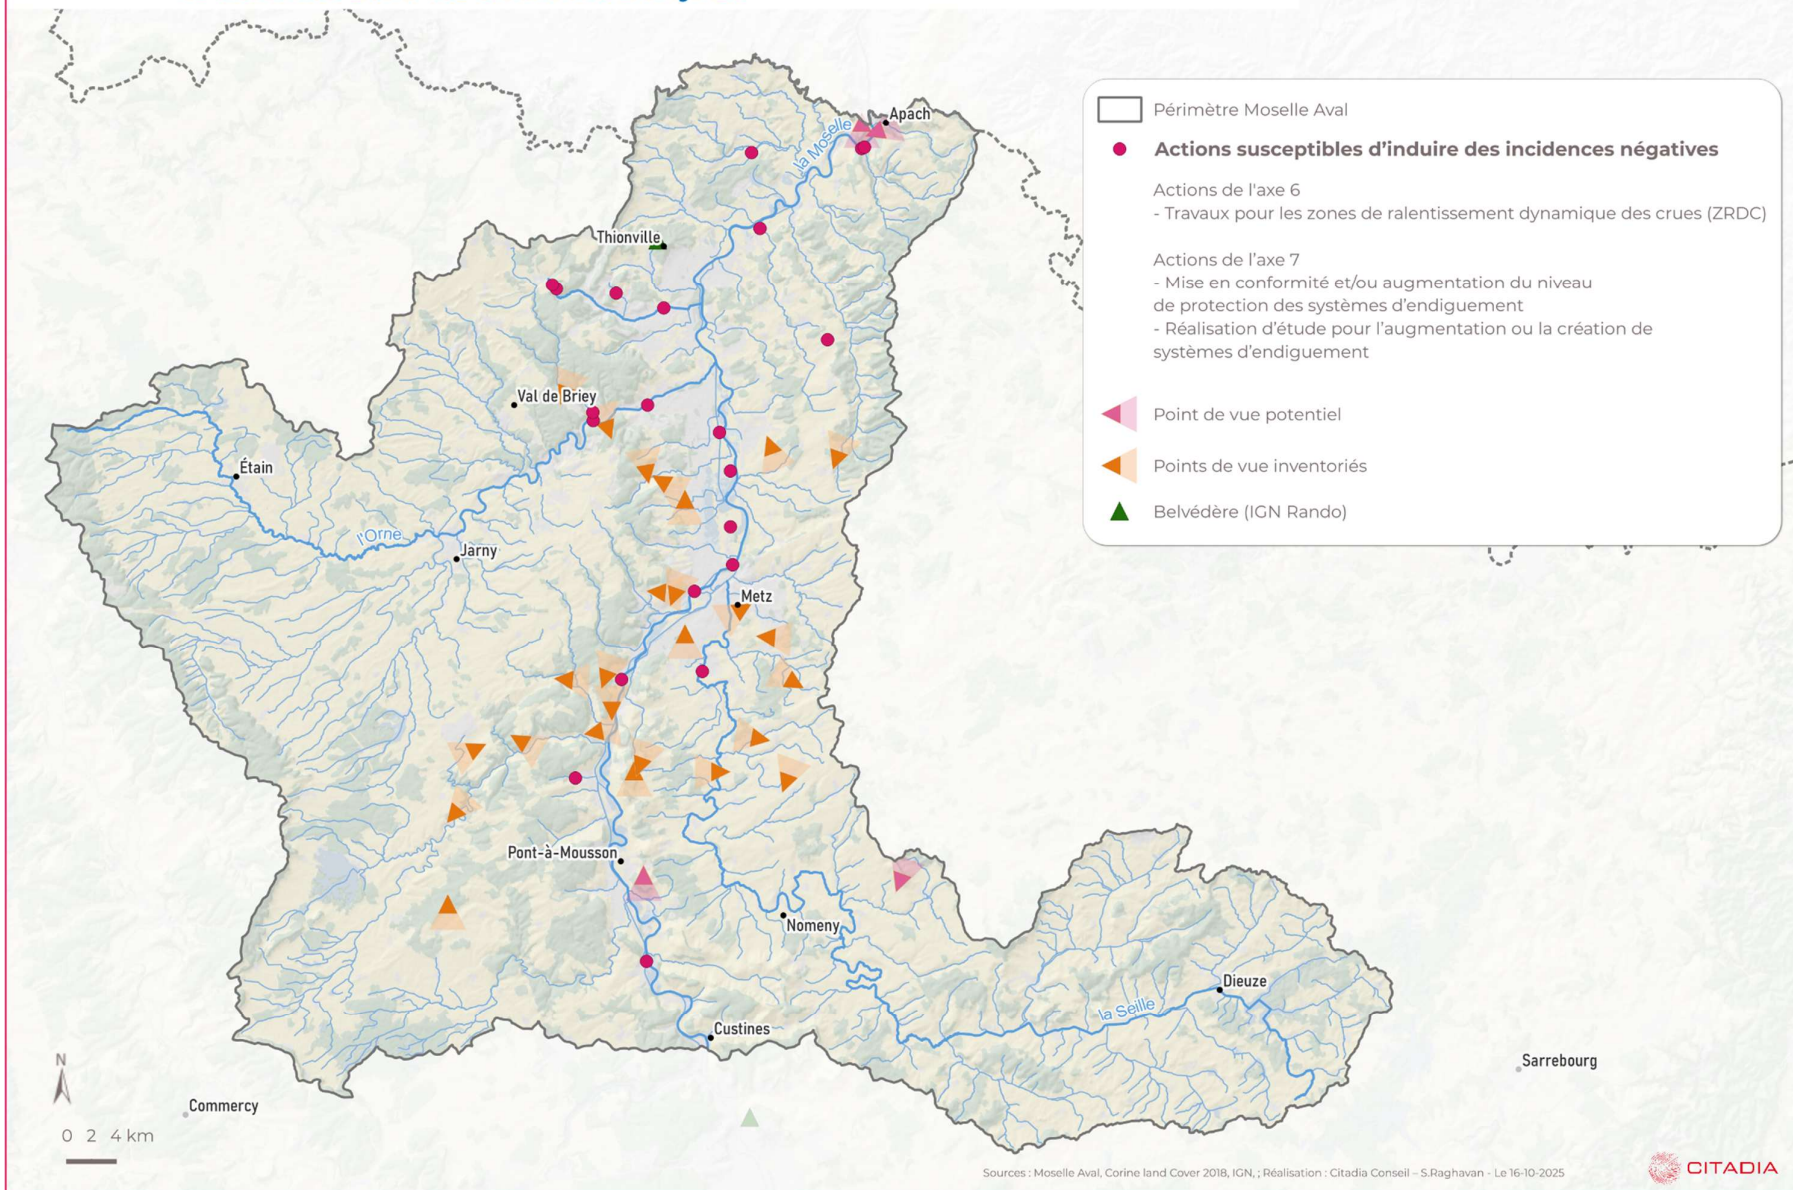 Apach
la Moselle
Thionville
Val de Briey
Étain
l'Orne
Jarny
Metz
Pont-à-Mousson
Nomeny
Dieuze
la Seille
Custines
Sarrebourg
Commercy
N
0 2 4 km
Périmètre Moselle Aval
Actions susceptibles d'induire des incidences négatives
Actions de l'axe 6
- Travaux pour les zones de ralentissement dynamique des crues (ZRDC)
Actions de l'axe 7
- Mise en conformité et/ou augmentation du niveau
de protection des systèmes d'endiguement
- Réalisation d'étude pour l'augmentation ou la création de
systèmes d'endiguement
Point de vue potentiel
Points de vue inventoriés
Belvédère (IGN Rando)
Sources : Moselle Aval, Corine land Cover 2018, IGN, ; Réalisation : Citadia Conseil – S.Raghavan - Le 16-10-2025
CITADIA